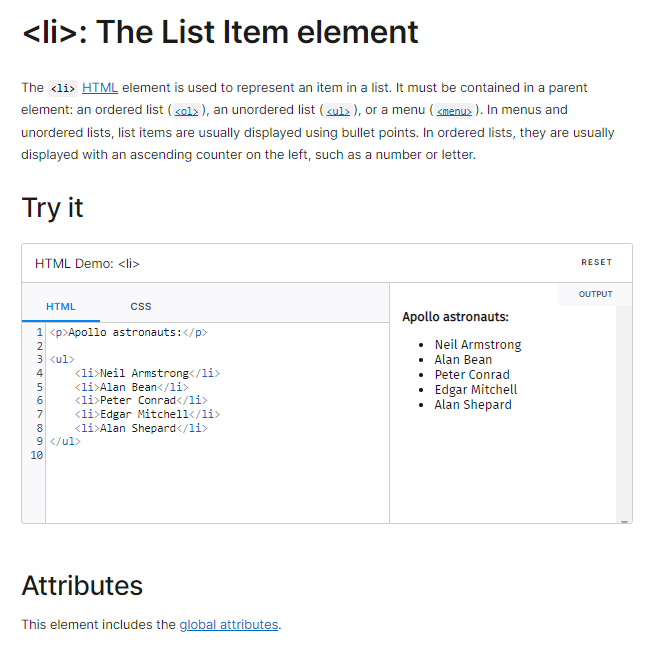 <li>: The List Item element
The <li> HTML element is used to represent an item in a list. It must be contained in a parent
element: an ordered list (<ol>), an unordered list (<ul>), or a menu (<menu>). In menus and
unordered lists, list items are usually displayed using bullet points. In ordered lists, they are usually
displayed with an ascending counter on the left, such as a number or letter.
Try it
HTML Demo: <li>
RESET
HTML CSS
1 <p>Apollo astronauts:</p>
2
3 <ul>
4     <li>Neil Armstrong</li>
5     <li>Alan Bean</li>
6     <li>Peter Conrad</li>
7     <li>Edgar Mitchell</li>
8     <li>Alan Shepard</li>
9 </ul>
10
OUTPUT
Apollo astronauts:
• Neil Armstrong
• Alan Bean
• Peter Conrad
• Edgar Mitchell
• Alan Shepard
Attributes
This element includes the global attributes.